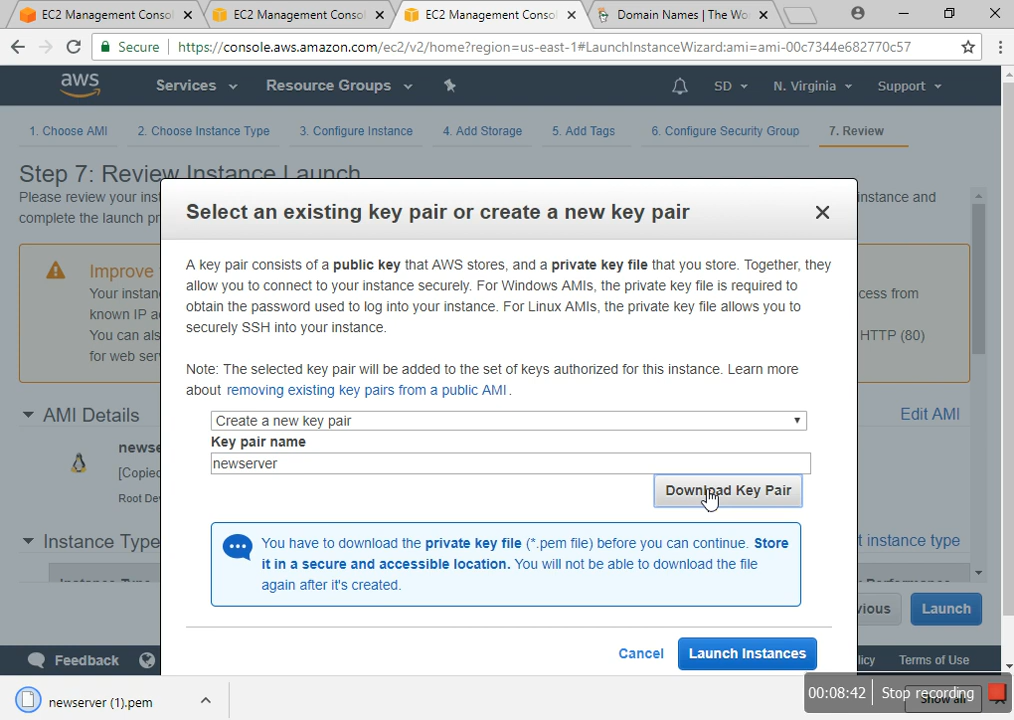 EC2 Management Conso
EC2 Management Conso
EC2 Management Conso
Domain Names | The Wo
Secure
https://console.aws.amazon.com/ec2/v2/home?region=us-east-1#LaunchInstanceWizard:ami=ami-00c7344e682770c57
aws
Services
Resource Groups
SD
N. Virginia
Support
1. Choose AMI
2. Choose Instance Type
3. Configure Instance
4. Add Storage
5. Add Tags
6. Configure Security Group
7. Review
Step 7: Review Instance Launch
Please review your inst
instance and
complete the launch pr
Improve
Your instan
cess from
known IP a
You can als
HTTP (80)
for web ser
AMI Details
Edit AMI
newse
[Copied
Root De
Instance Type
t instance type
Select an existing key pair or create a new key pair
A key pair consists of a public key that AWS stores, and a private key file that you store. Together, they
allow you to connect to your instance securely. For Windows AMIs, the private key file is required to
obtain the password used to log into your instance. For Linux AMIs, the private key file allows you to
securely SSH into your instance.
Note: The selected key pair will be added to the set of keys authorized for this instance. Learn more
about removing existing key pairs from a public AMI.
Create a new key pair
Key pair name
newserver
Download Key Pair
You have to download the private key file (*.pem file) before you can continue. Store
it in a secure and accessible location. You will not be able to download the file
again after it's created.
vious
Launch
Cancel
Launch Instances
Feedback
licy
Terms of Use
newserver (1).pem
00:08:42
Stop recording
Show all